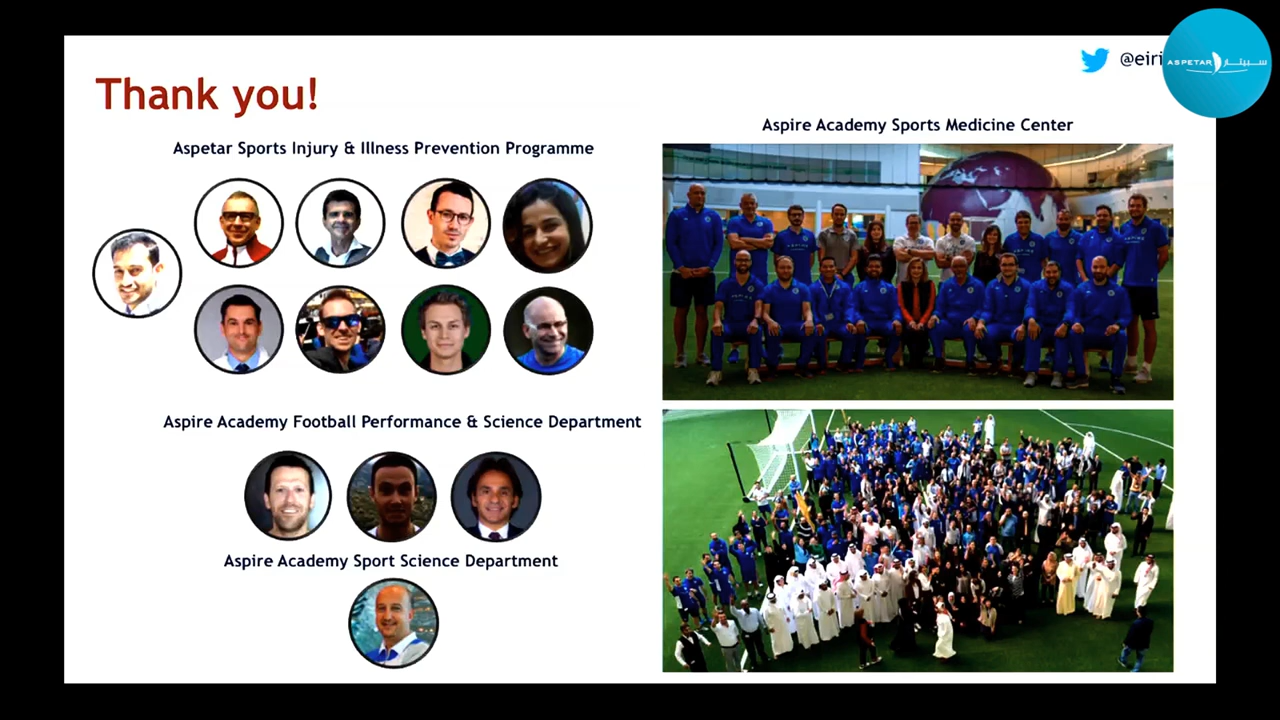 Thank you!
@eiri
ASPETAR سبيتار
Aspetar Sports Injury & Illness Prevention Programme
Aspire Academy Sports Medicine Center
Aspire Academy Football Performance & Science Department
Aspire Academy Sport Science Department